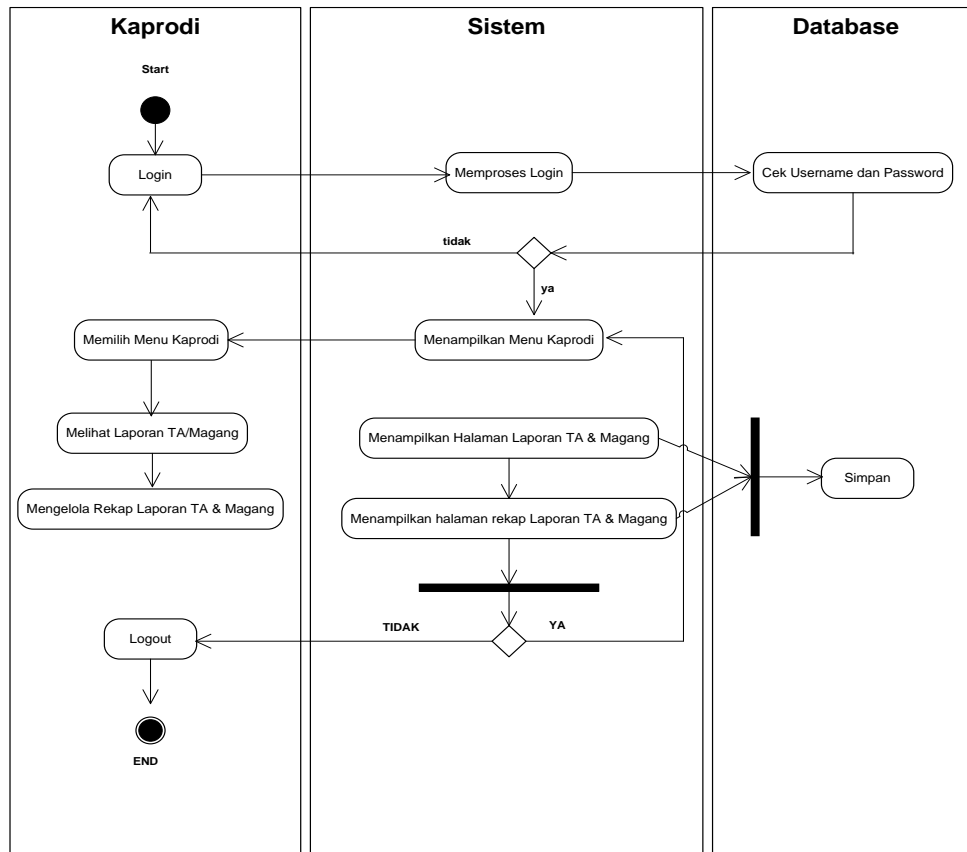 Kaprodi
Sistem
Database
Start
Login
Memproses Login
Cek Username dan Password
tidak
ya
Memilih Menu Kaprodi
Menampilkan Menu Kaprodi
Melihat Laporan TA/Magang
Menampilkan Halaman Laporan TA & Magang
Simpan
Mengelola Rekap Laporan TA & Magang
Menampilkan halaman rekap Laporan TA & Magang
Logout
TIDAK
YA
END